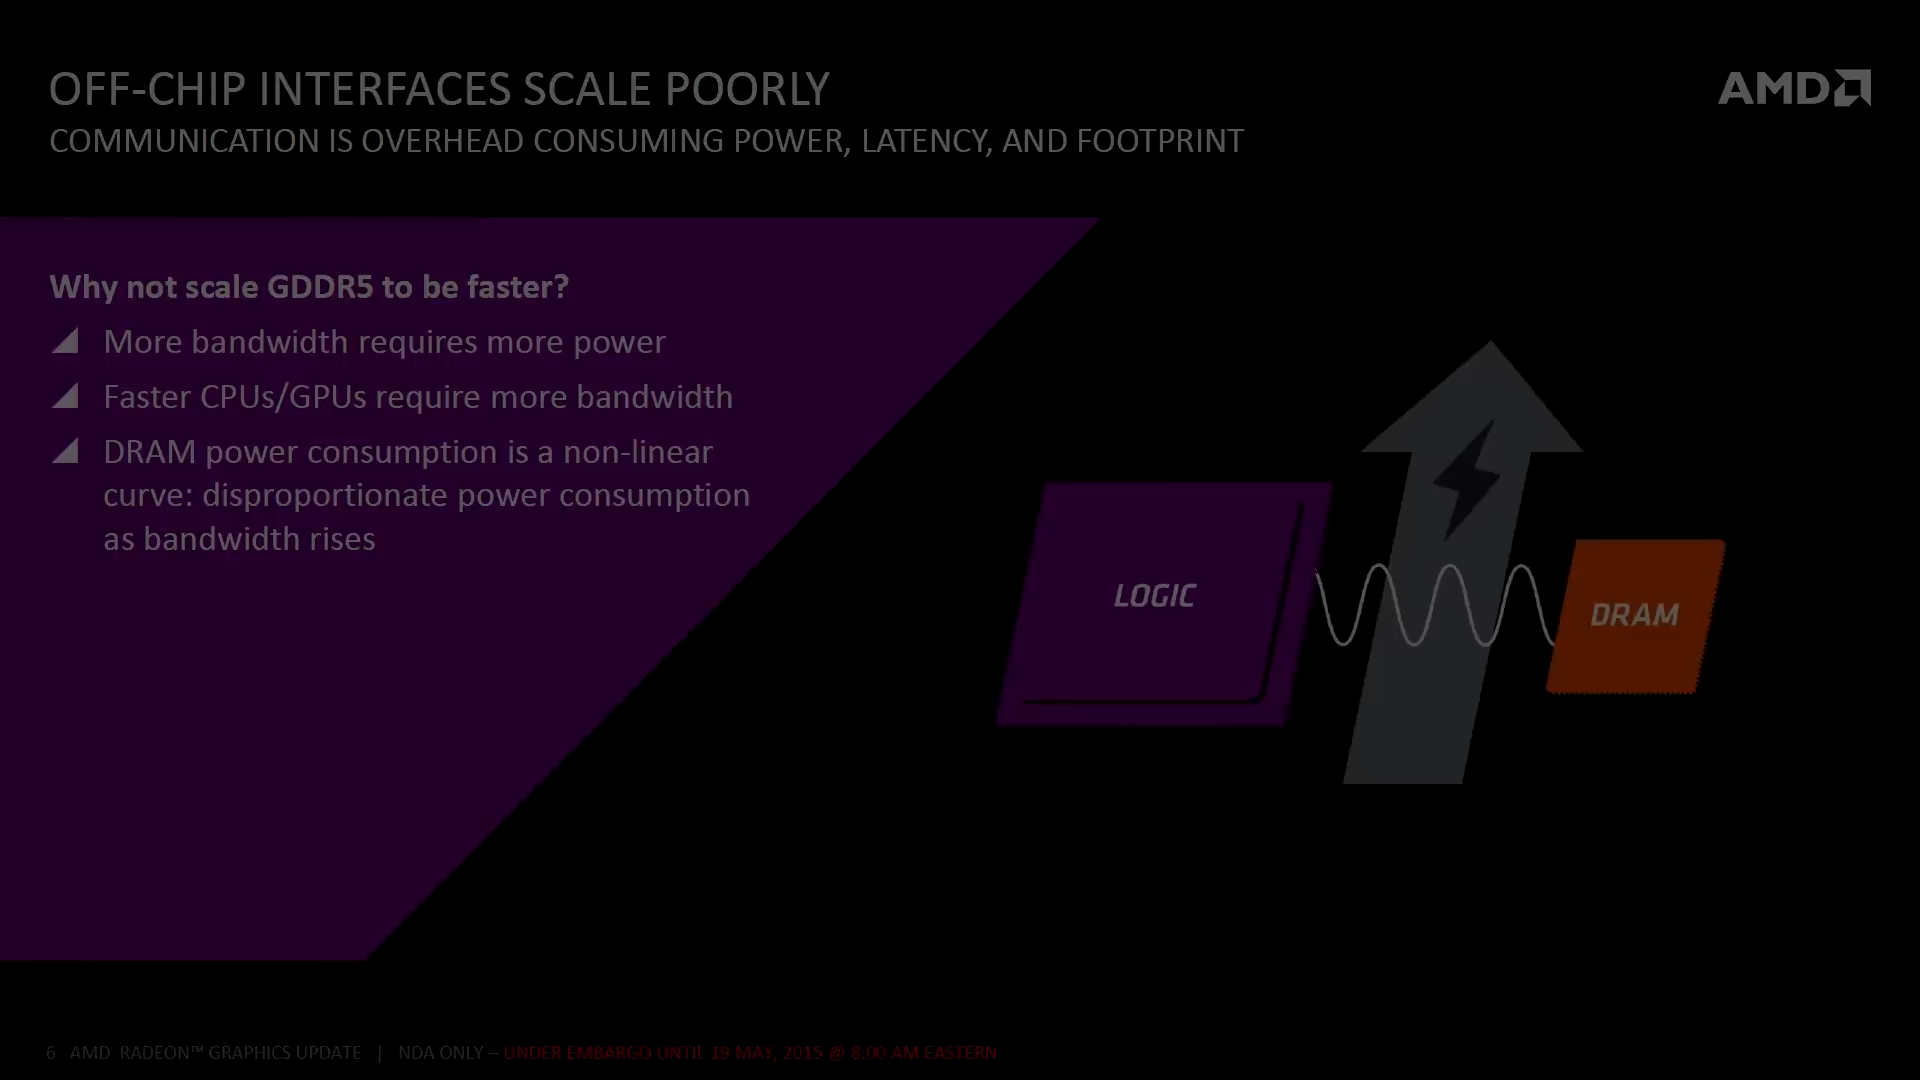 OFF-CHIP INTERFACES SCALE POORLY
AMD
COMMUNICATION IS OVERHEAD CONSUMING POWER, LATENCY, AND FOOTPRINT
Why not scale GDDR5 to be faster?
More bandwidth requires more power
Faster CPUs/GPUs require more bandwidth
DRAM power consumption is a non-linear
curve: disproportionate power consumption
as bandwidth rises
LOGIC
DRAM
6 AMD RADEON™ GRAPHICS UPDATE | NDA ONLY – UNDER EMBARGO UNTIL 19 MAY, 2015 @ 8:00 AM EASTERN